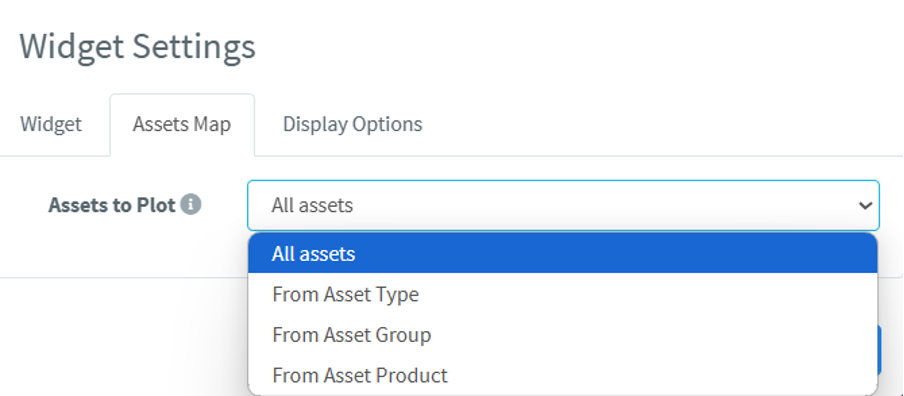 Widget Settings
Widget Assets Map Display Options
Assets to Plot All assets
All assets
From Asset Type
From Asset Group
From Asset Product